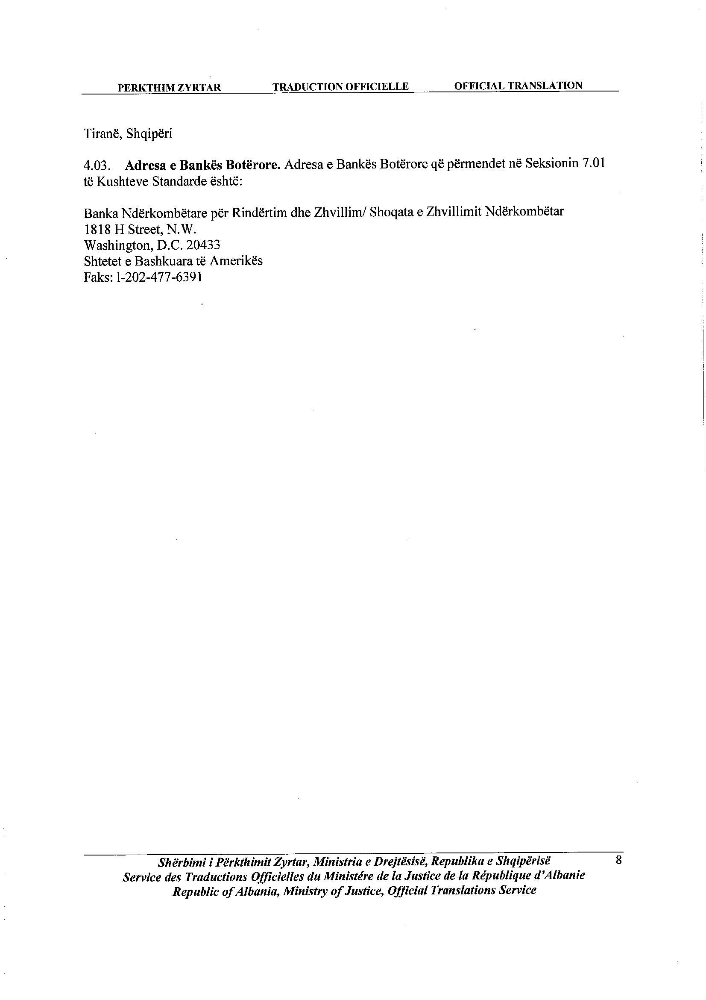 PERKTHIM ZYRTAR TRADUCTION OFFICIELLE OFFICIAL TRANSLATION
Tiranë, Shqipëri
4.03. Adresa e Bankës Botërore. Adresa e Bankës Botërore që përmendet në Seksionin 7.01
të Kushteve Standarde është:
Banka Ndërkombëtare për Rindërtim dhe Zhvillim/ Shoqata e Zhvillimit Ndërkombëtar
1818 H Street, N.W.
Washington, D.C. 20433
Shtetet e Bashkuara të Amerikës
Faks: 1-202-477-6391
Shërbimi i Përkthimit Zyrtar, Ministria e Drejtësisë, Republika e Shqipërisë 8
Service des Traductions Officielles du Ministére de la Justice de la République d'Albanie
Republic of Albania, Ministry of Justice, Official Translations Service